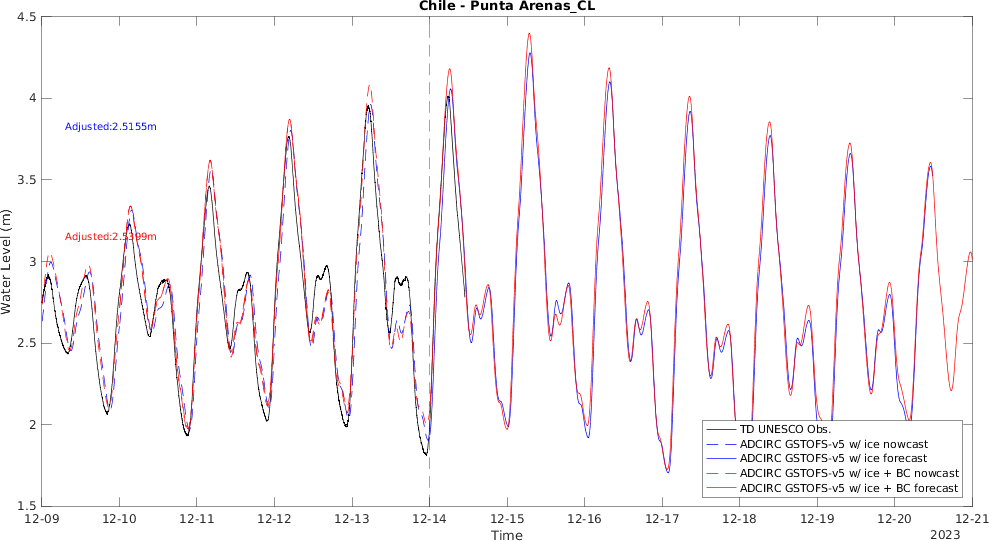 Chile - Punta Arenas_CL
4.5
4
3.5
3
2.5
2
1.5
Water Level (m)
Adjusted:2.5155m
Adjusted:2.5399m
TD UNESCO Obs.
ADCIRC GSTOFS-v5 w/ ice nowcast
ADCIRC GSTOFS-v5 w/ ice forecast
ADCIRC GSTOFS-v5 w/ ice + BC nowcast
ADCIRC GSTOFS-v5 w/ ice + BC forecast
12-09 12-10 12-11 12-12 12-13 12-14 12-15 12-16 12-17 12-18 12-19 12-20 12-21
Time
2023